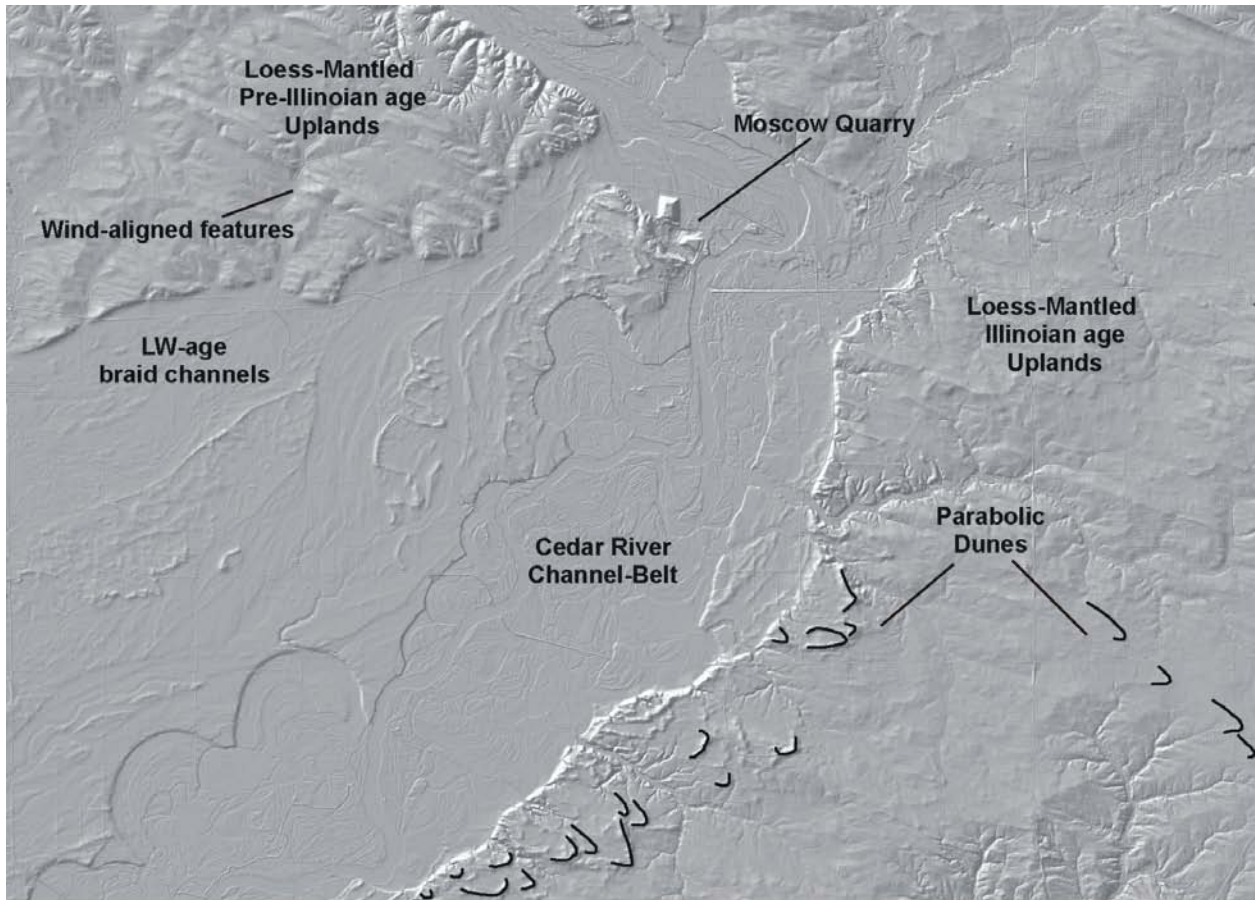 Loess-Mantled
Pre-Illinoian age
Uplands
Moscow Quarry
Wind-aligned features
Loess-Mantled
Illinoian age
Uplands
LW-age
braid channels
Parabolic
Dunes
Cedar River
Channel-Belt